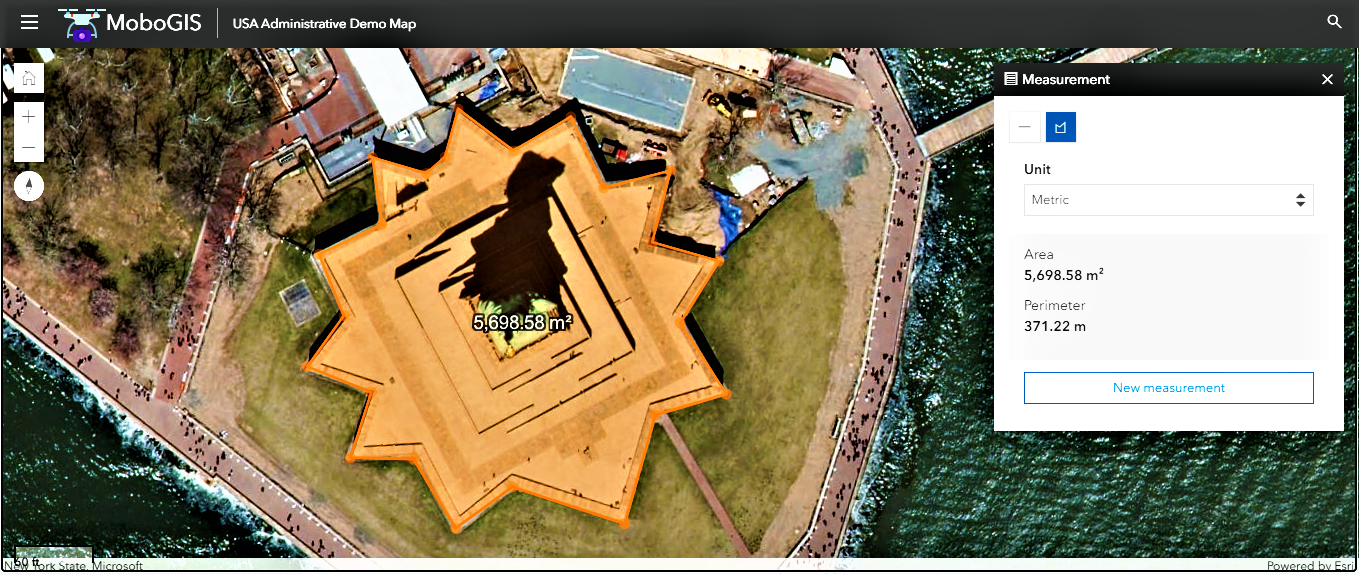 MoboGIS
USA Administrative Demo Map
Measurement
Unit
Metric
Area
5,698.58 m²
Perimeter
371.22 m
New measurement
5,698.58 m²
60 ft
New York State, Microsoft
Powered by Esri